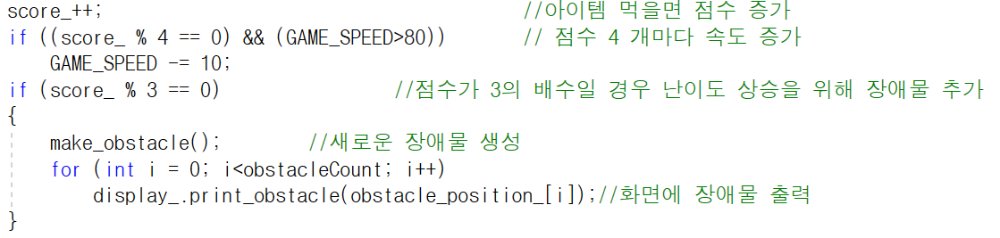 score_++; //아이템 먹으면 점수 증가
if ((score_ % 4 == 0) && (GAME_SPEED>80)) // 점수 4 개마다 속도 증가
    GAME_SPEED -= 10;
if (score_ % 3 == 0) //점수가 3의 배수일 경우 난이도 상승을 위해 장애물 추가
{
    make_obstacle(); //새로운 장애물 생성
    for (int i = 0; i<obstacleCount; i++)
        display_.print_obstacle(obstacle_position_[i]);//화면에 장애물 출력
}